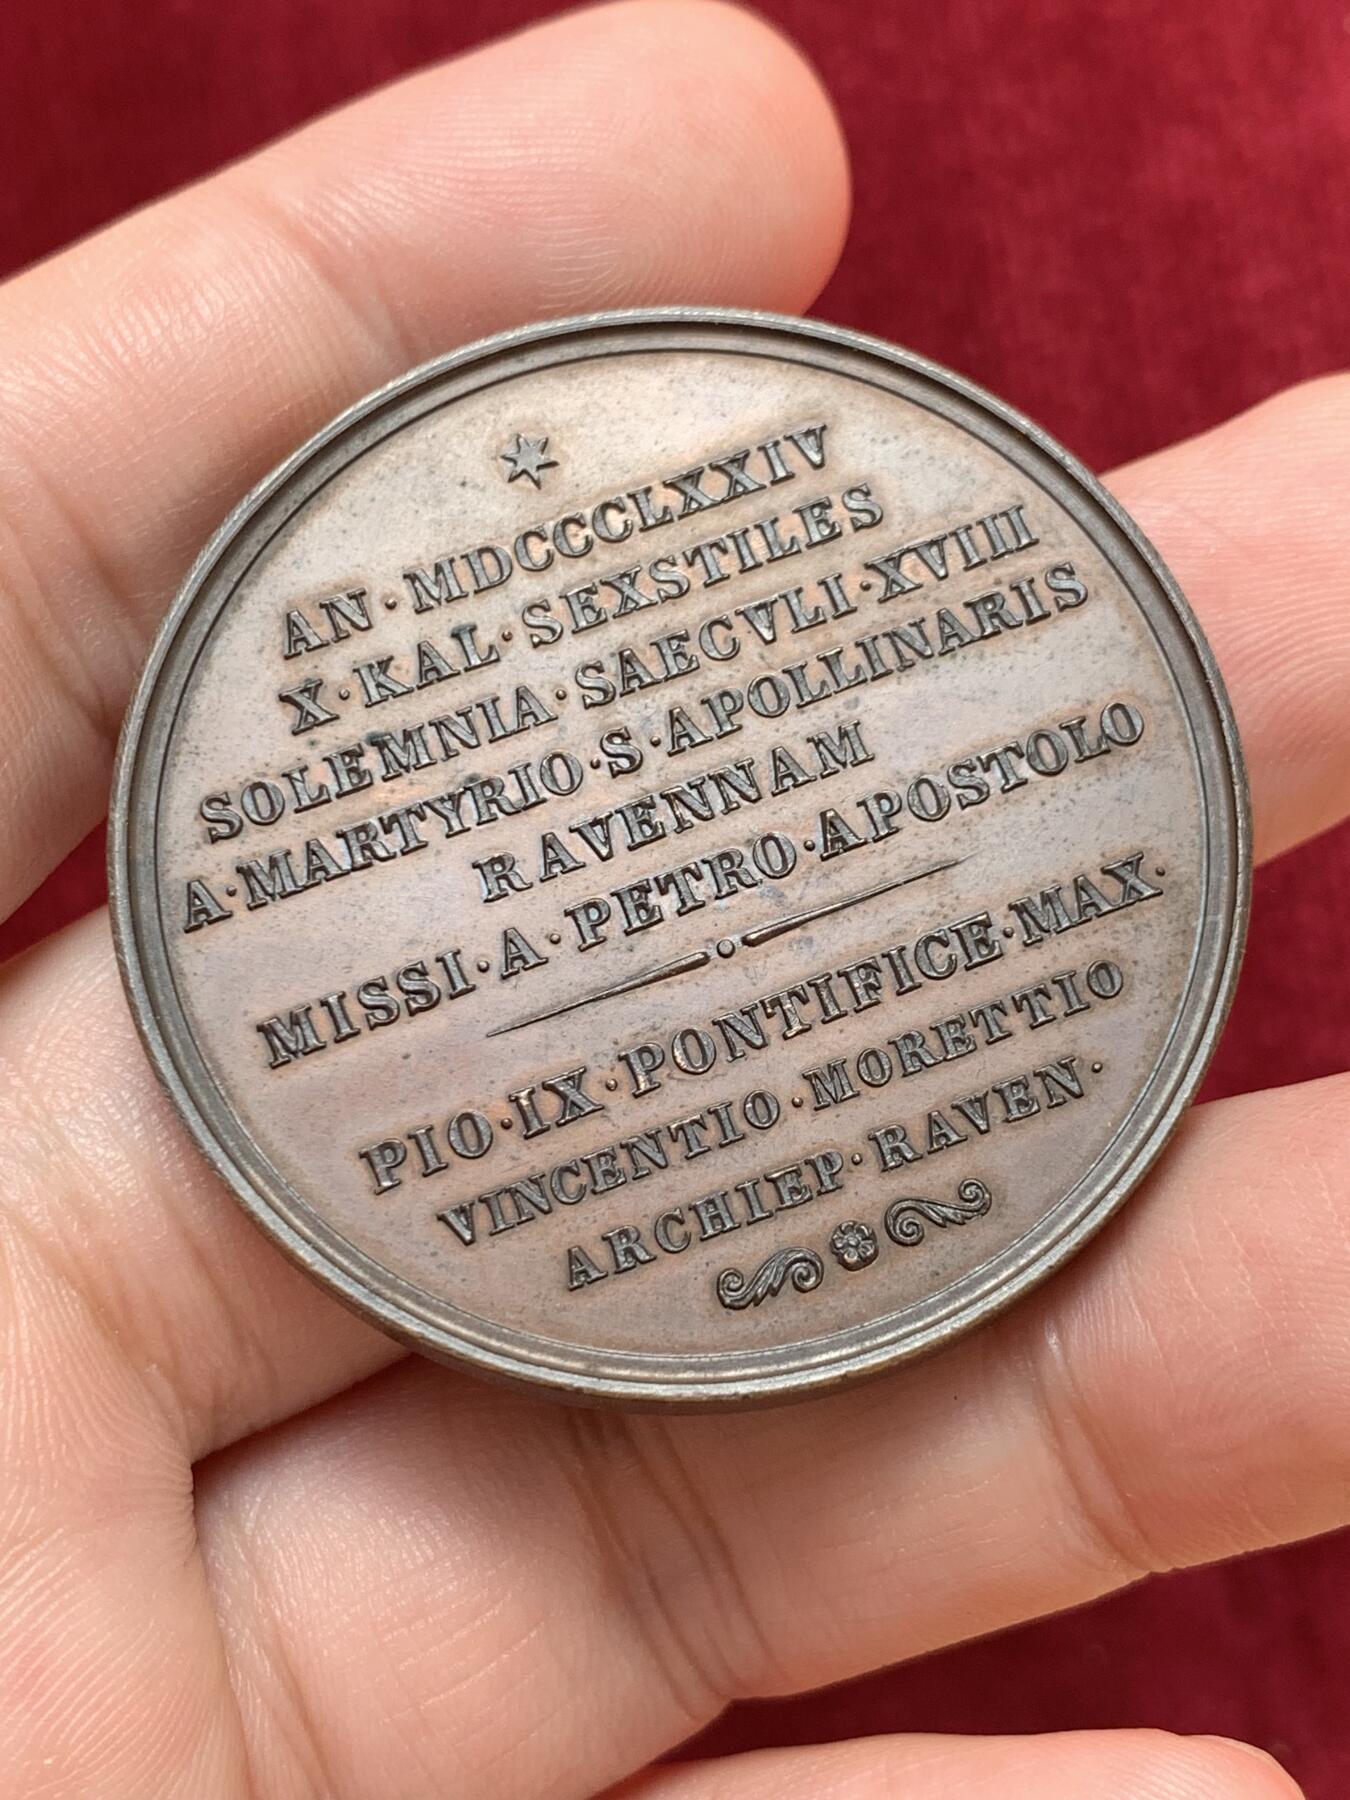 AN·MDCCCLXXIV
X·KAL·SEXSTILES
SOLEMNIA·SAECVLI·XVIII
A·MARTYRIO·S·APOLLINARIS
RAVENNAM
MISSI·A·PETRO·APOSTOLO
PIO·IX·PONTIFICE·MAX·
VINCENTIO·MORETTIO
ARCHIEP·RAVEN·